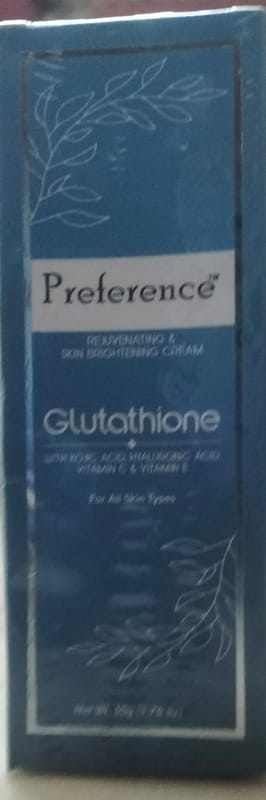 Preference™
REJUVENATING &
SKIN BRIGHTENING CREAM
Glutathione
WITH KOJIC ACID, HYALURONIC ACID,
VITAMIN C & VITAMIN E
For All Skin Types
Net Wt. 50g (1.76 oz)